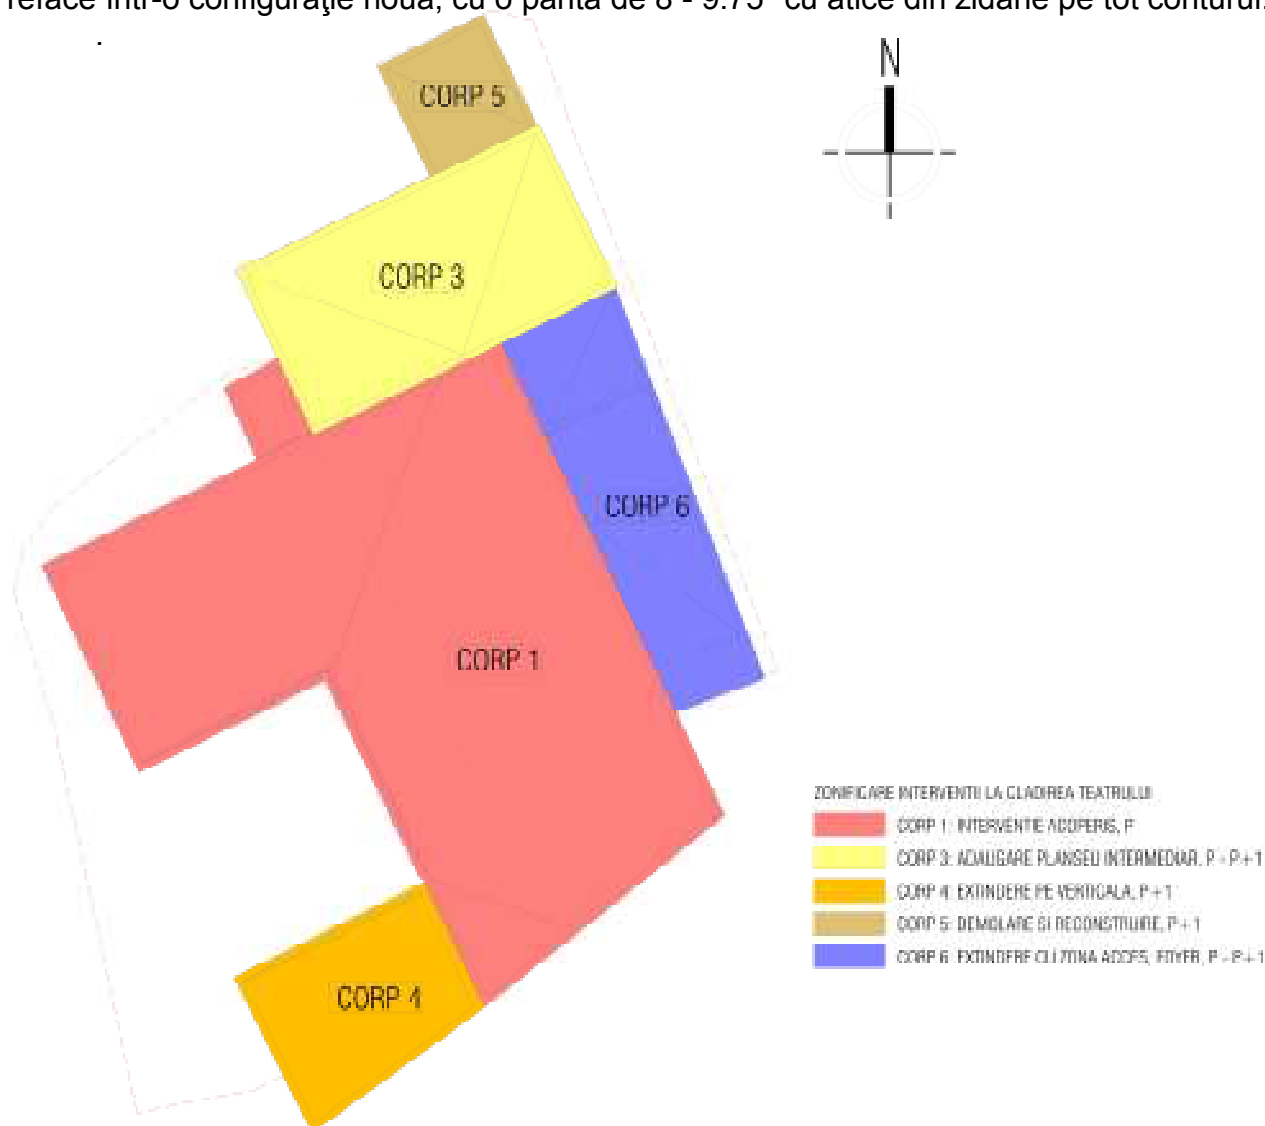 reface într-o configuraţie nouă, cu o pantă de 8 - 9.75° cu atice din zidărie pe tot conturul.
.
N
CORP 5
CORP 3
CORP 6
CORP 1
CORP 4
ZONIFICARE INTERVENTII LA CLADIREA TEATRULUI
CORP 1: INTERVENTIE ACOPERIS, P
CORP 3: ADAUGARE PLANSEU INTERMEDIAR, P - P + 1
CORP 4: EXTINDERE PE VERTICALA, P + 1
CORP 5: DEMOLARE SI RECONSTRUIRE, P + 1
CORP 6: EXTINDERE CU ZONA ACCES, FOYER, P - P + 1